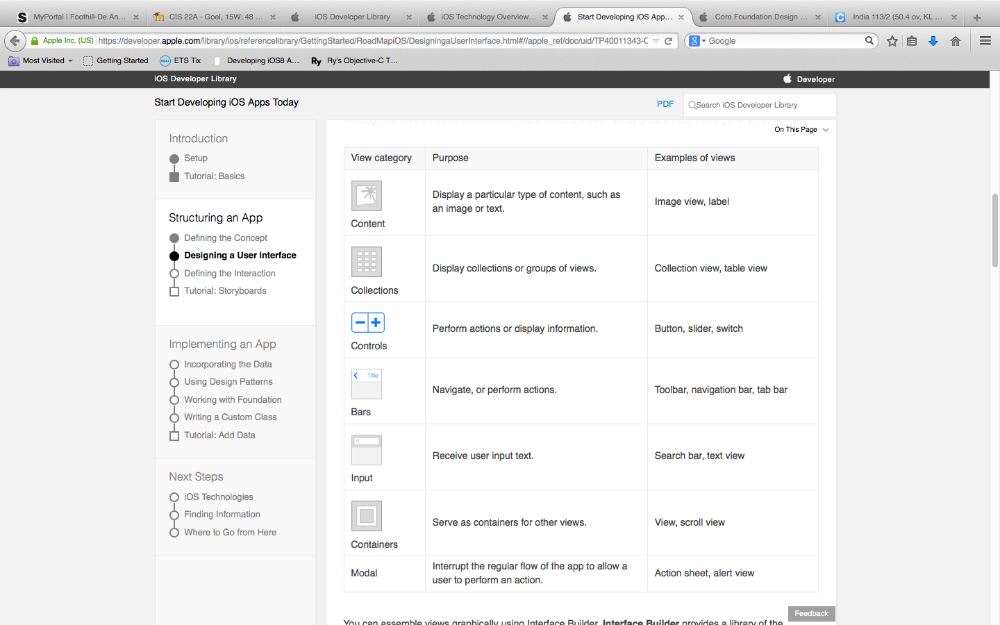 MyPortal I Foothill-De An...
CIS 22A - Goel, 15W: 48 ...
iOS Developer Library
iOS Technology Overview...
Start Developing iOS App...
Core Foundation Design ...
India 113/2 (50.4 ov, KL ...
Apple Inc. (US)
https://developer.apple.com/library/ios/referencelibrary/GettingStarted/RoadMapiOS/DesigningaUserInterface.html#//apple_ref/doc/uid/TP40011343-C
Google
Most Visited
Getting Started
ETS Tix
Developing iOS8 A...
Ry
Ry's Objective-C T...
iOS Developer Library
Developer
Start Developing iOS Apps Today
PDF
Search iOS Developer Library
On This Page
Introduction
Setup
Tutorial: Basics
Structuring an App
Defining the Concept
Designing a User Interface
Defining the Interaction
Tutorial: Storyboards
Implementing an App
Incorporating the Data
Using Design Patterns
Working with Foundation
Writing a Custom Class
Tutorial: Add Data
Next Steps
iOS Technologies
Finding Information
Where to Go from Here
View category
Purpose
Examples of views
Content
Display a particular type of content, such as
an image or text.
Image view, label
Collections
Display collections or groups of views.
Collection view, table view
Controls
Perform actions or display information.
Button, slider, switch
Title
Bars
Navigate, or perform actions.
Toolbar, navigation bar, tab bar
Input
Receive user input text.
Search bar, text view
Containers
Serve as containers for other views.
View, scroll view
Modal
Interrupt the regular flow of the app to allow a
user to perform an action.
Action sheet, alert view
You can assemble views graphically using Interface Builder. Interface Builder provides a library of the
Feedback